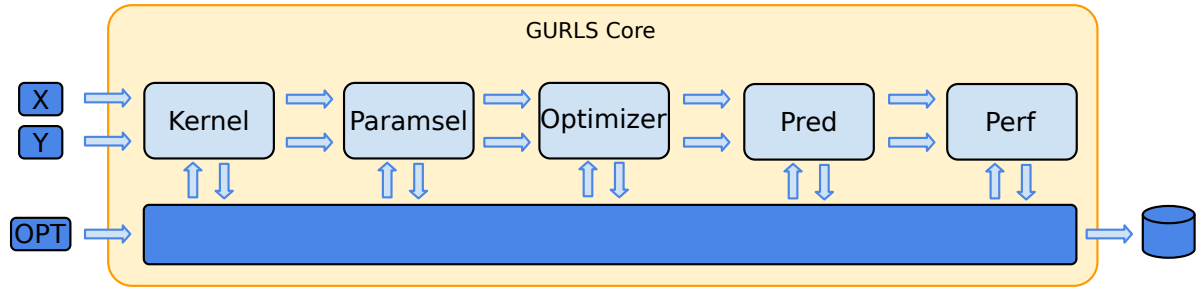 GURLS Core
X
Y
Kernel
Paramsel
Optimizer
Pred
Perf
OPT